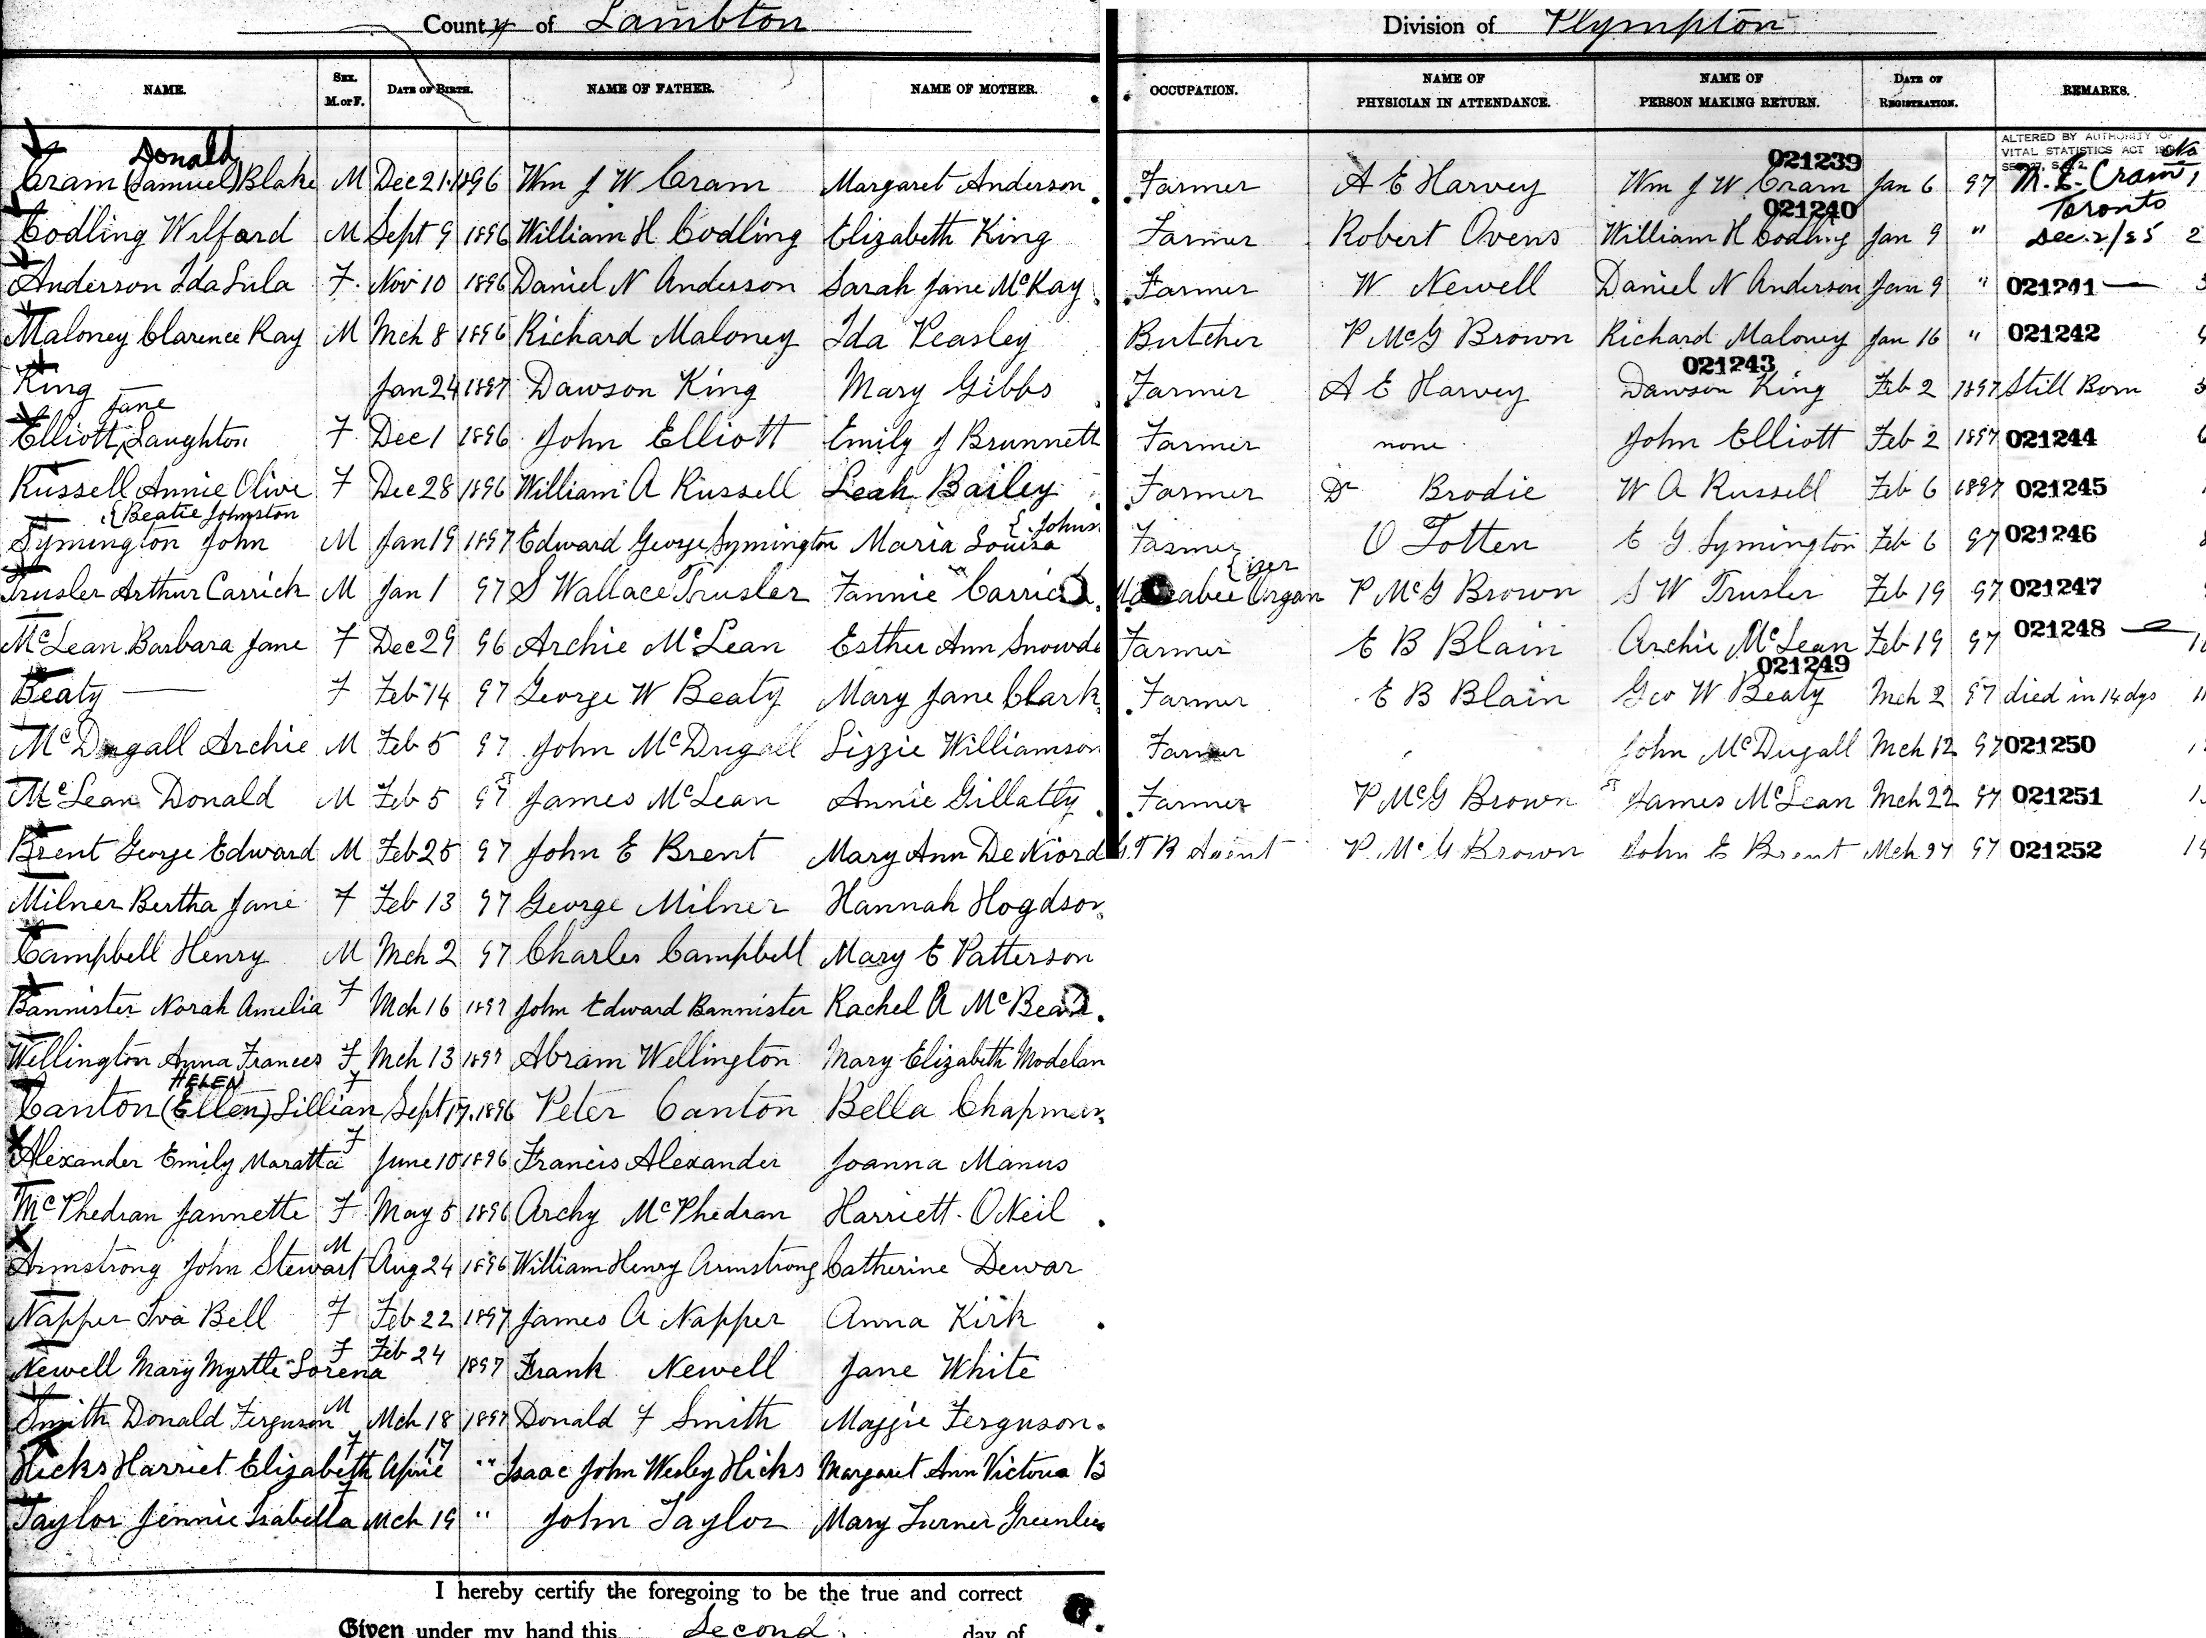 County of Lambton Division of Plympton
NAME. SEX. M. or F. DATE OF BIRTH. NAME OF FATHER. NAME OF MOTHER. OCCUPATION. NAME OF PHYSICIAN IN ATTENDANCE. NAME OF PERSON MAKING RETURN. DATE OF REGISTRATION. REMARKS.
ALTERED BY AUTHORITY OF
VITAL STATISTICS ACT
Donald 021239
Cram (Samuel) Blake M Dec 21 1896 Wm J W Cram Margaret Anderson Farmer A E Harvey Wm J W Cram Jan 6 97 M. E. Cram, 1
021240 Toronto
Codling Wilford M Sept 9 1896 William H Codling Elizabeth King Farmer Robert Ovens William H Codling Jan 9 " Dec. 2/25 2
Anderson Ida Lula F. Nov 10 1896 Daniel N Anderson Sarah Jane McKay Farmer W Newell Daniel N Anderson Jan 9 " 021241 — 3
Maloney Clarence Ray M Mch 8 1896 Richard Maloney Ida Peasley Butcher P McG Brown Richard Maloney Jan 16 " 021242 4
021243
King — Jan 24 1897 Dawson King Mary Gibbs Farmer A E Harvey Dawson King Feb 2 1897 Still Born 5
Jane
Elliott, Laughton F Dec 1 1896 John Elliott Emily J Brunnett Farmer none John Elliott Feb 2 1897 021244 6
Russell Annie Olive F Dec 28 1896 William A Russell Leah Bailey Farmer Dr Brodie W A Russell Feb 6 1897 021245
{Beatie Johnston {Johns
Symington John M Jan 19 1897 Edward George Symington Maria Louisa Farmer O Totten E G Symington Feb 6 97 021246 8
{izer
Trusler Arthur Carrick M Jan 1 97 S Wallace Trusler Fannie Carrick Organ P McG Brown S W Trusler Feb 19 97 021247
McLean Barbara Jane F Dec 29 96 Archie McLean Esther Ann Snowde Farmer E B Blain Archie McLean Feb 19 97 021248 — 10
021249
Beaty — F Feb 14 97 George W Beaty Mary Jane Clark Farmer E B Blain Geo W Beaty Mch 2 97 died in 14 dys 11
McDugall Archie M Feb 5 97 John McDugall Lizzie Williamson Farmer John McDugall Mch 12 97 021250
McLean Donald M Feb 5 97 James McLean Annie Gillatly Farmer P McG Brown James McLean Mch 22 97 021251
Brent George Edward M Feb 25 97 John E Brent Mary Ann DeNiord G. T R Agent P. McG Brown John E Brent Mch 27 97 021252 14
Milner Bertha Jane F Feb 13 97 George Milner Hannah Hogdson
Campbell Henry M Mch 2 97 Charles Campbell Mary E Patterson
Bannister Norah Amelia F Mch 16 1897 John Edward Bannister Rachel A McBean
Wellington Anna Frances F Mch 13 1897 Abram Wellington Mary Elizabeth Modelan
HELEN
Canton (Ellen) Lillian F Sept 17. 1896 Peter Canton Bella Chapman
Alexander Emily Maratta F June 10 1896 Francis Alexander Joanna Manus
McPhedran Jannette F May 5 1896 Archy McPhedran Harriett O'Neil
Armstrong John Stewart M Aug 24 1896 William Henry Armstrong Catherine Dewar
Napper Iva Bell F Feb 22 1897 James A Napper Anna Kirk
Newell Mary Myrtle Lorena F Feb 24 1897 Frank Newell Jane White
Smith Donald Ferguson M Mch 18 1897 Donald F Smith Maggie Ferguson
Hicks Harriet Elizabeth F April 17 " Isaac John Wesley Hicks Margaret Ann Victoria B
Taylor Jennie Isabella F Mch 19 " John Taylor Mary Turner Greenlee
I hereby certify the foregoing to be the true and correct
Given under my hand this Second day of